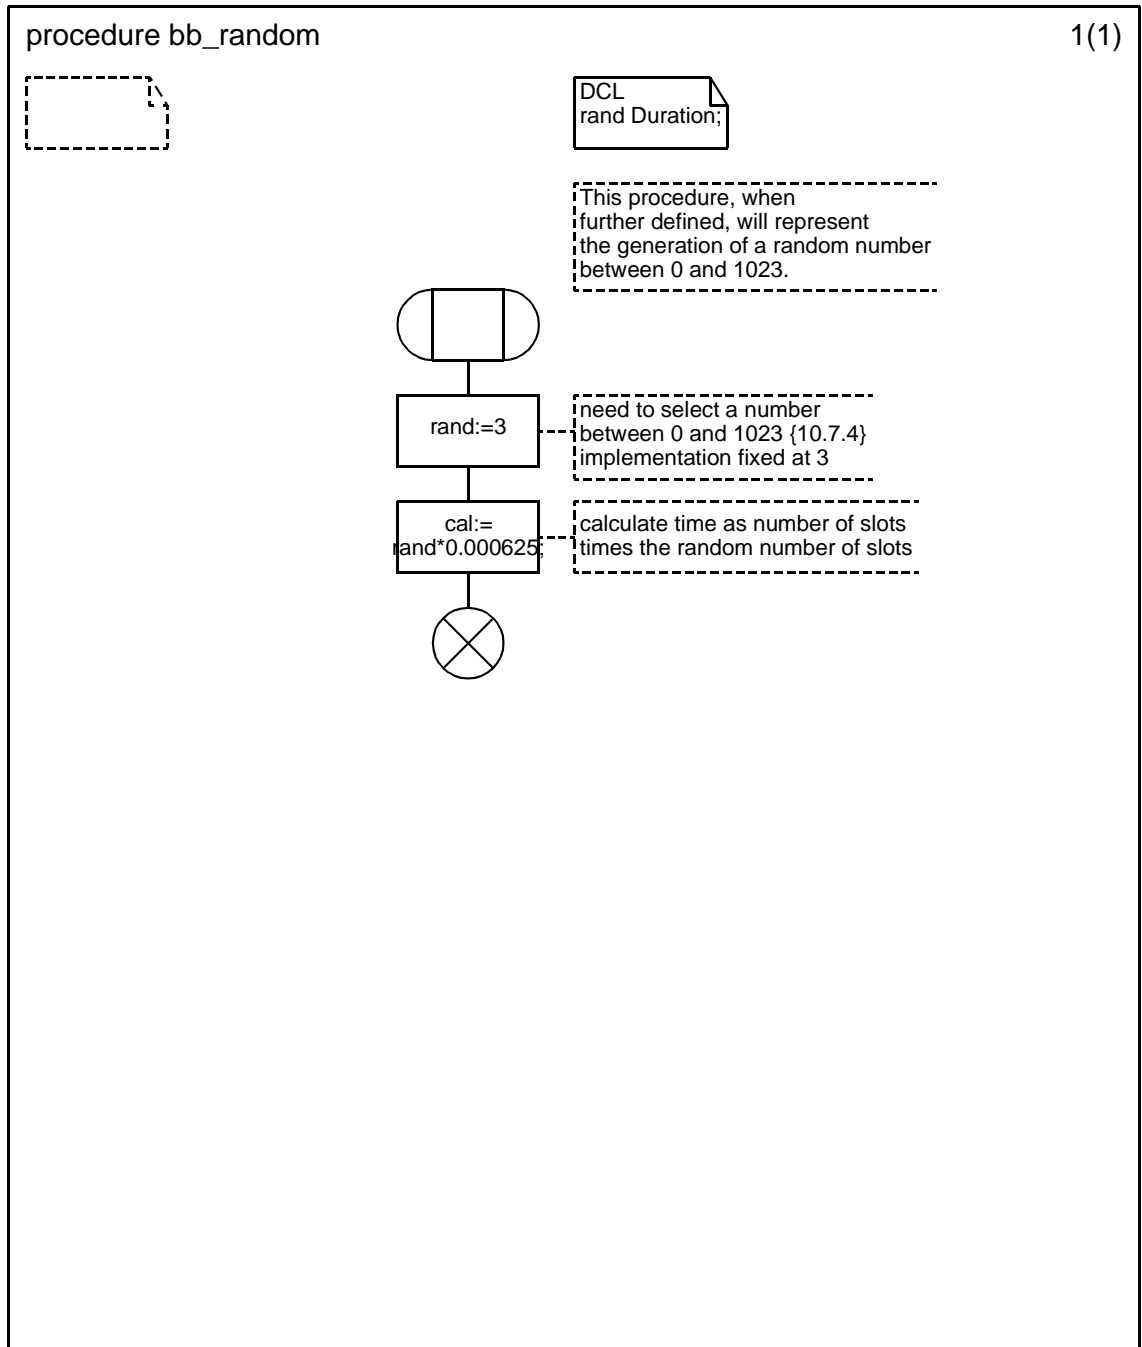 procedure bb_random
1(1)
DCL
rand Duration;
This procedure, when
further defined, will represent
the generation of a random number
between 0 and 1023.
rand:=3
need to select a number
between 0 and 1023 {10.7.4}
implementation fixed at 3
cal:=
rand*0.000625;
calculate time as number of slots
times the random number of slots